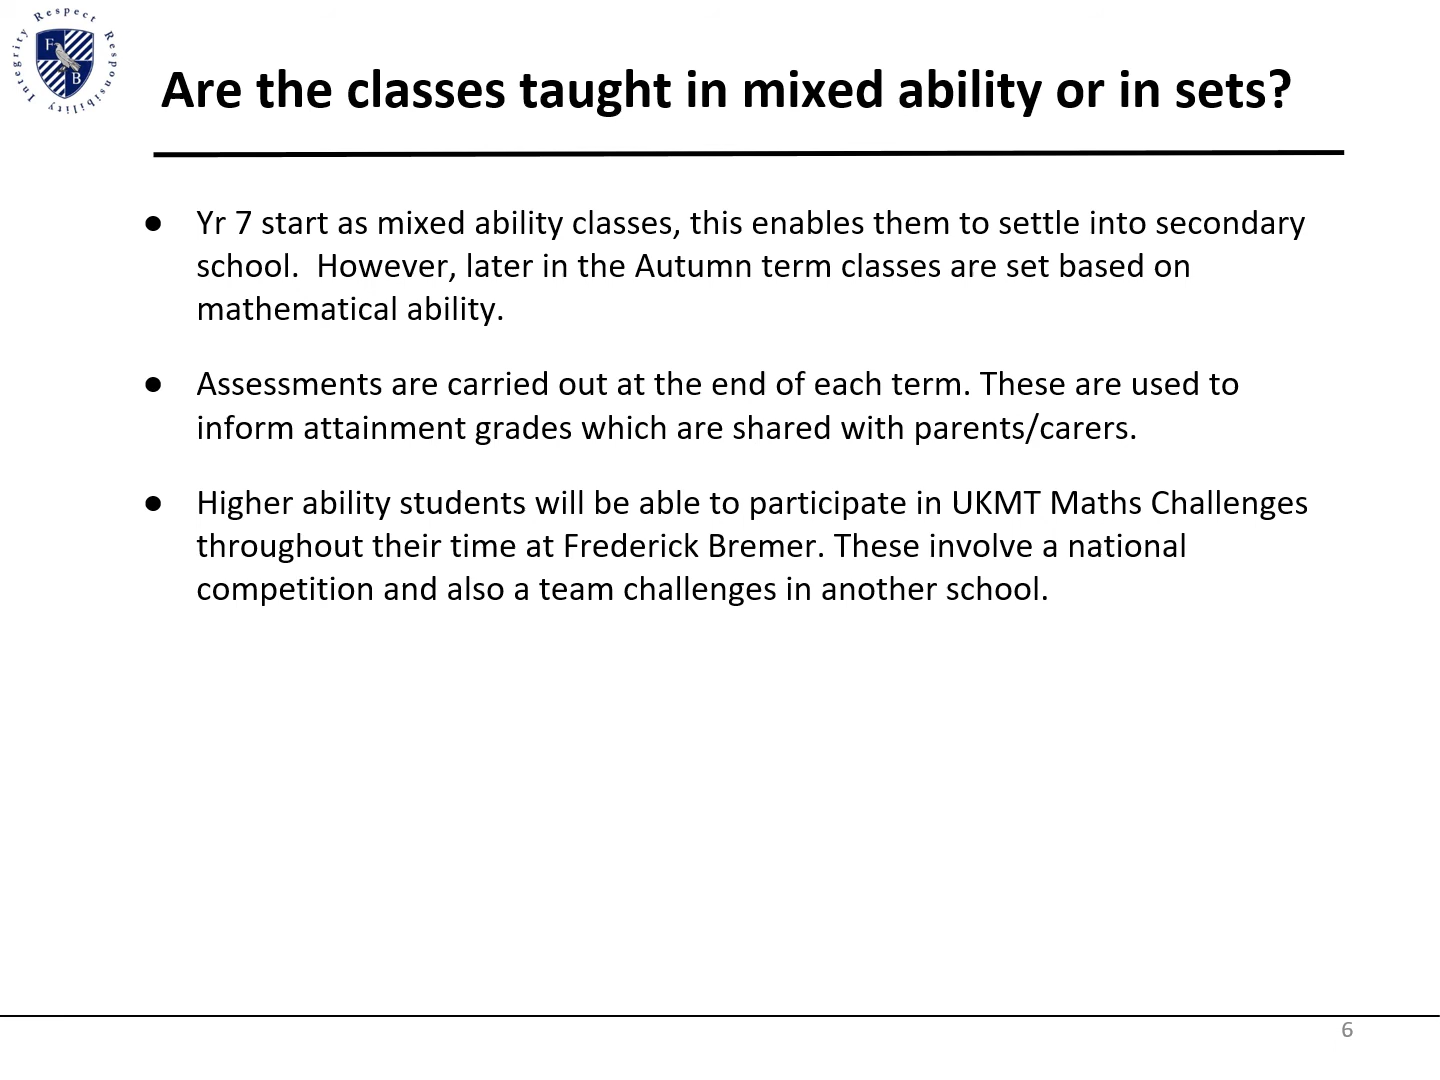 Integrity Respect Responsibility
F
B
Are the classes taught in mixed ability or in sets?
● Yr 7 start as mixed ability classes, this enables them to settle into secondary
school.  However, later in the Autumn term classes are set based on
mathematical ability.
● Assessments are carried out at the end of each term. These are used to
inform attainment grades which are shared with parents/carers.
● Higher ability students will be able to participate in UKMT Maths Challenges
throughout their time at Frederick Bremer. These involve a national
competition and also a team challenges in another school.
6